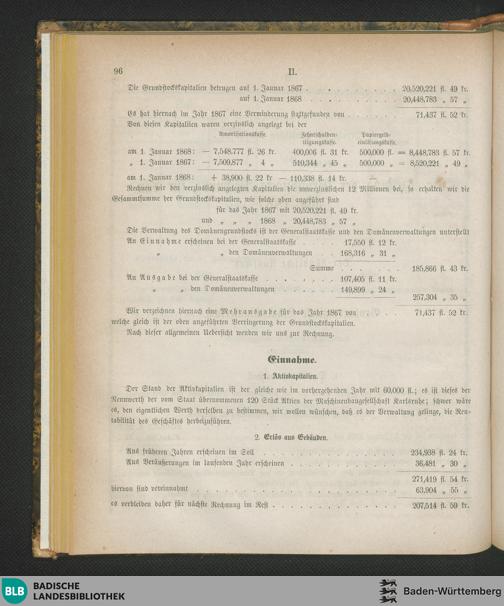 96 II.
Die Grundstockskapitalien betrugen auf 1. Januar 1867 . . . . . . . . 20,520,221 fl. 49 kr.
auf 1. Januar 1868 . . . . . . . . 20,448,783 „ 57 „
Es hat hiernach im Jahr 1867 eine Verminderung stattgefunden von . . . . . 71,437 fl. 52 kr.
Von diesen Kapitalien waren verzinslich angelegt bei der
Amortisationskasse. Zehntschulden- Papiergeld-
tilgungskasse. einlösungskasse.
am 1. Januar 1868: — 7,548,777 fl. 26 kr. 400,006 fl. 31 kr. 500,000 fl. = 8,448,783 fl. 57 kr.
„ 1. Januar 1867: — 7,509,877 „ 4 „ 510,344 „ 45 „ 500,000 „ = 8,520,221 „ 49 „
am 1. Januar 1868: + 38,900 fl. 22 kr. — 110,338 fl. 14 kr. —
Rechnen wir den verzinslich angelegten Kapitalien die unverzinslichen 12 Millionen bei, so erhalten wir die
Gesammtsumme der Grundstockskapitalien, wie solche oben angeführt sind
für das Jahr 1867 mit 20,520,221 fl. 49 kr.
und „ „ „ 1868 „ 20,448,783 „ 57 „
Die Verwaltung des Domänengrundstocks ist der Generalstaatskasse und den Domänenverwaltungen unterstellt
An Einnahme erscheinen bei der Generalstaatskasse . . . . 17,550 fl. 12 kr.
„ „ den Domänenverwaltungen . . . . 168,316 „ 31 „
Summe . . . . . . . . 185,866 fl. 43 kr.
An Ausgabe bei der Generalstaatskasse . . . . . . . 107,405 fl. 11 kr.
„ „ den Domänenverwaltungen . . . . . . 149,899 „ 24 „
257,304 „ 35 „
Wir verzeichnen hiernach eine Mehrausgabe für das Jahr 1867 von . . . . 71,437 fl. 52 kr.
welche gleich ist der oben angeführten Verringerung der Grundstockskapitalien.
Nach dieser allgemeinen Uebersicht wenden wir uns zur Rechnung.
Einnahme.
1. Aktivkapitalien.
Der Stand der Aktivkapitalien ist der gleiche wie im vorhergehenden Jahr mit 60,000 fl.; es ist dieses der
Nennwerth der vom Staat übernommenen 120 Stück Aktien der Maschinenbaugesellschaft Karlsruhe; schwer wäre
es, den eigentlichen Werth derselben zu bestimmen, wir wollen wünschen, daß es der Verwaltung gelinge, die Ren-
tabilität des Geschäftes herbeizuführen.
2. Erlös aus Gebäuden.
Aus früheren Jahren erscheinen im Soll . . . . . . . . . . 234,938 fl. 24 kr.
Aus Veräußerungen im laufenden Jahr erscheinen . . . . . . . . . 36,481 „ 30 „
271,419 fl. 54 kr.
hiervon sind vereinnahmt . . . . . . . . . . . . . 63,904 „ 55 „
es verbleiben daher für nächste Rechnung im Rest . . . . . . . . . 207,514 fl. 59 kr.
BLB BADISCHE
LANDESBIBLIOTHEK
Baden-Württemberg